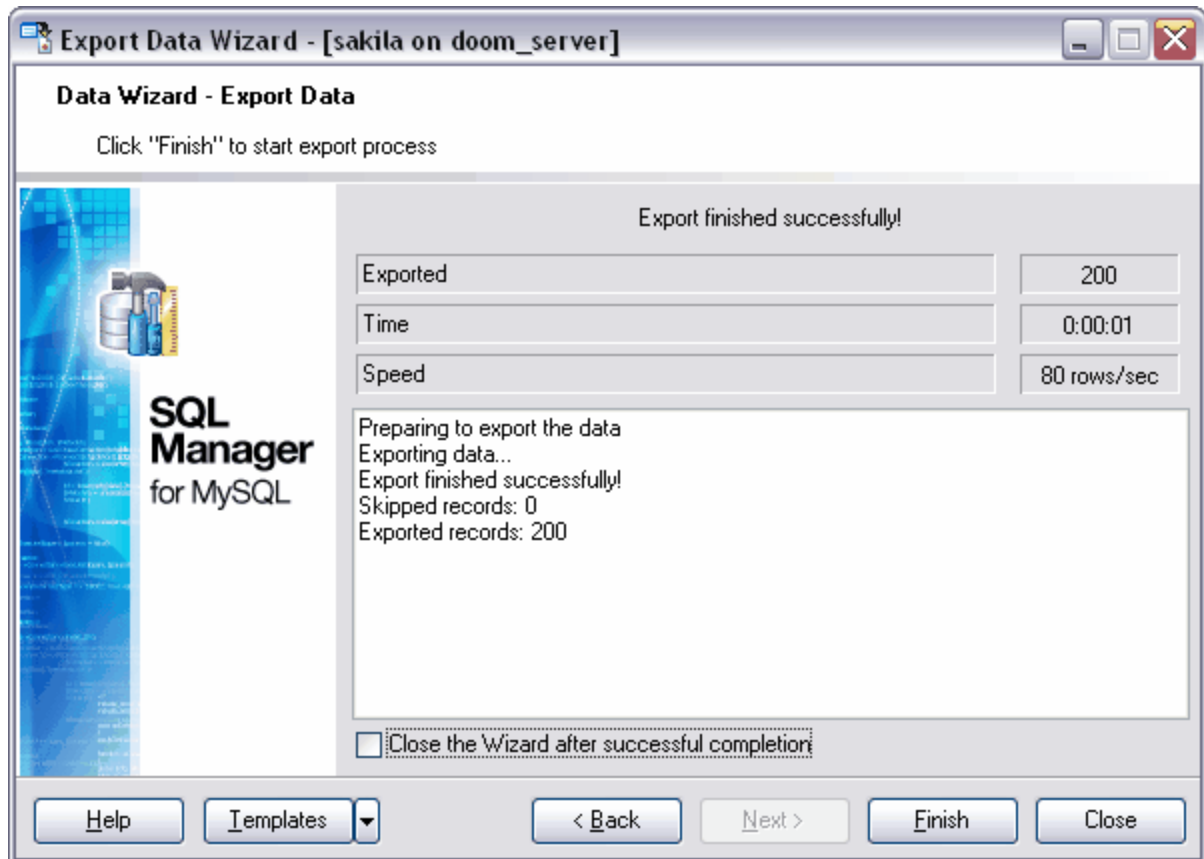 Export Data Wizard - [sakila on doom_server]
Data Wizard - Export Data
Click "Finish" to start export process
Export finished successfully!
Exported 200
Time 0:00:01
Speed 80 rows/sec
SQL
Manager
for MySQL
Preparing to export the data
Exporting data...
Export finished successfully!
Skipped records: 0
Exported records: 200
Close the Wizard after successful completion
Help Templates < Back Next > Finish Close